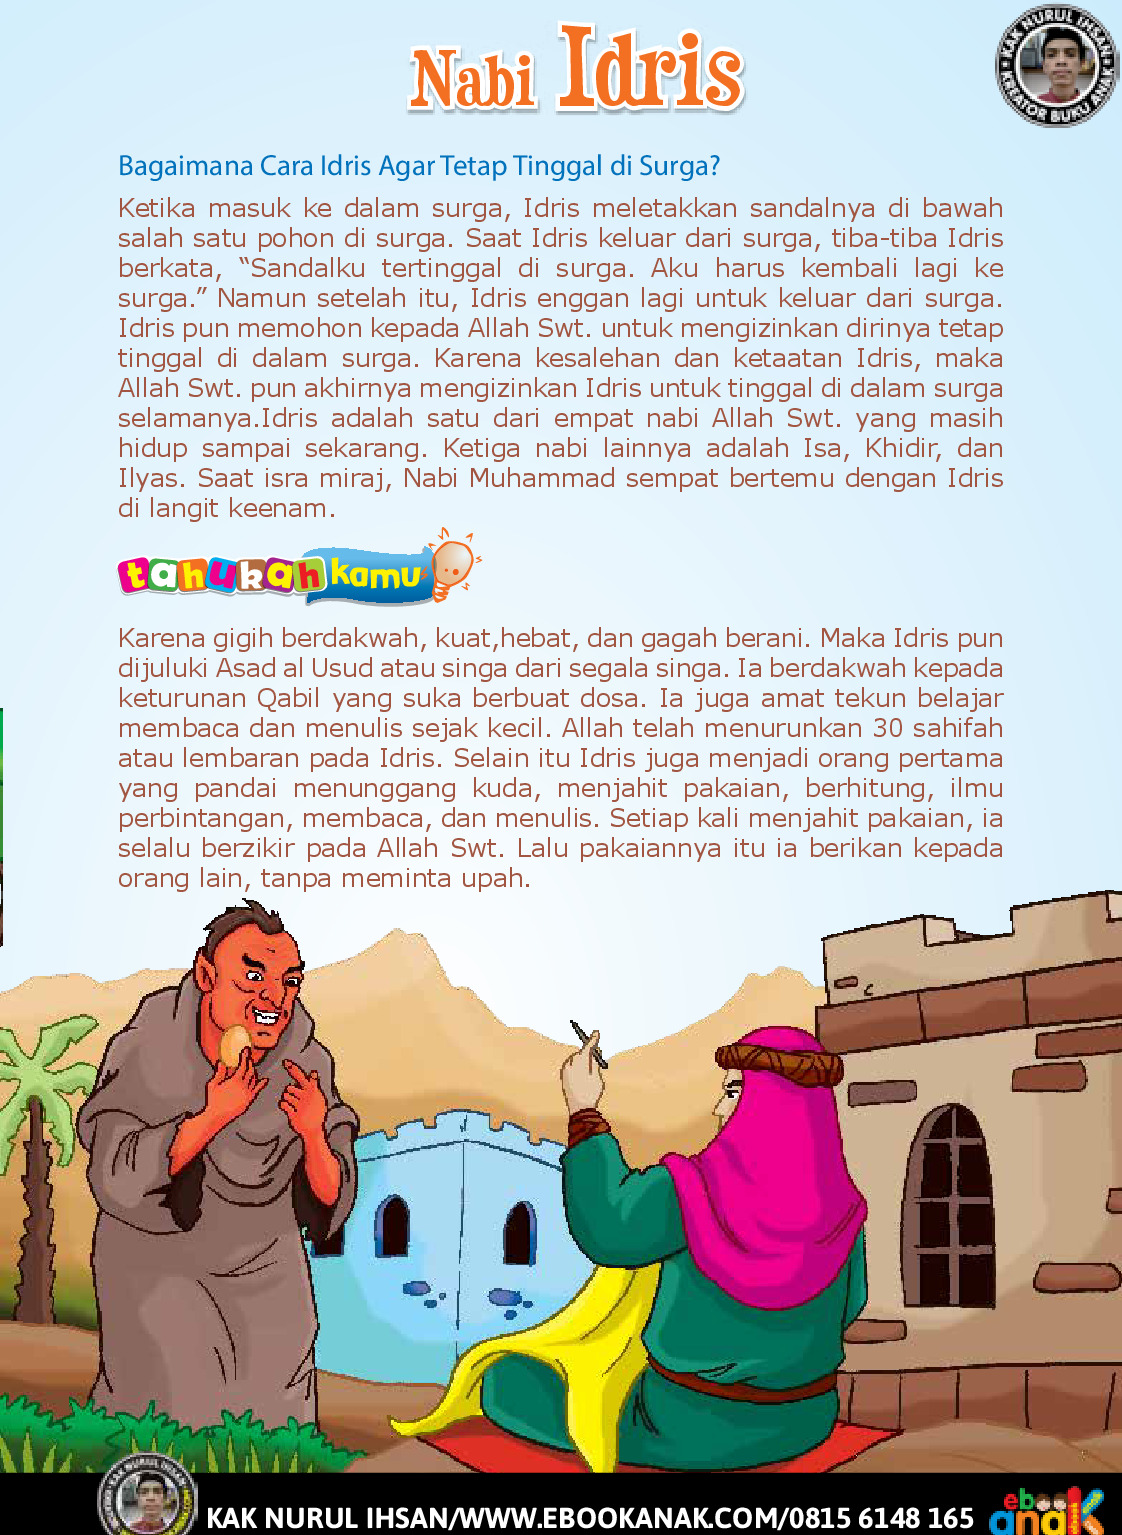 Nabi Idris
KAK NURUL IHSAN
KREATOR BUKU ANAK
Bagaimana Cara Idris Agar Tetap Tinggal di Surga?
Ketika masuk ke dalam surga, Idris meletakkan sandalnya di bawah
salah satu pohon di surga. Saat Idris keluar dari surga, tiba-tiba Idris
berkata, “Sandalku tertinggal di surga. Aku harus kembali lagi ke
surga.” Namun setelah itu, Idris enggan lagi untuk keluar dari surga.
Idris pun memohon kepada Allah Swt. untuk mengizinkan dirinya tetap
tinggal di dalam surga. Karena kesalehan dan ketaatan Idris, maka
Allah Swt. pun akhirnya mengizinkan Idris untuk tinggal di dalam surga
selamanya.Idris adalah satu dari empat nabi Allah Swt. yang masih
hidup sampai sekarang. Ketiga nabi lainnya adalah Isa, Khidir, dan
Ilyas. Saat isra miraj, Nabi Muhammad sempat bertemu dengan Idris
di langit keenam.
tahukah kamu
Karena gigih berdakwah, kuat,hebat, dan gagah berani. Maka Idris pun
dijuluki Asad al Usud atau singa dari segala singa. Ia berdakwah kepada
keturunan Qabil yang suka berbuat dosa. Ia juga amat tekun belajar
membaca dan menulis sejak kecil. Allah telah menurunkan 30 sahifah
atau lembaran pada Idris. Selain itu Idris juga menjadi orang pertama
yang pandai menunggang kuda, menjahit pakaian, berhitung, ilmu
perbintangan, membaca, dan menulis. Setiap kali menjahit pakaian, ia
selalu berzikir pada Allah Swt. Lalu pakaiannya itu ia berikan kepada
orang lain, tanpa meminta upah.
KAK NURUL IHSAN
KAK NURUL IHSAN/WWW.EBOOKANAK.COM/0815 6148 165
ebook
anak